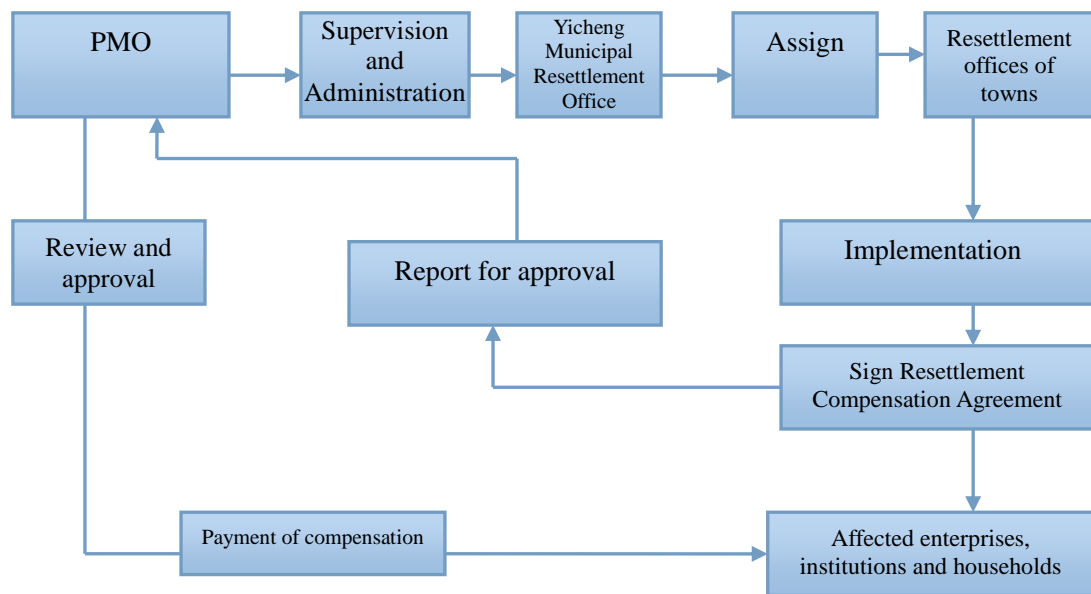 PMO
Supervision
and
Administration
Yicheng
Municipal
Resettlement
Office
Assign
Resettlement
offices of
towns
Review and
approval
Report for approval
Implementation
Sign Resettlement
Compensation Agreement
Payment of compensation
Affected enterprises,
institutions and households